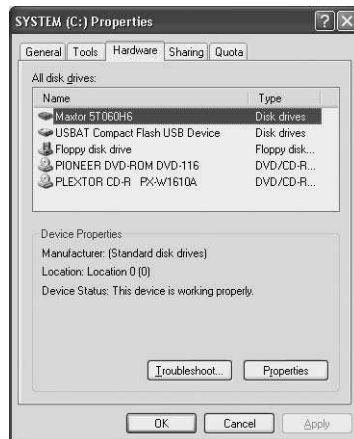 SYSTEM (C:) Properties
General Tools Hardware Sharing Quota
All disk drives:
Name Type
Maxtor 5T060H6 Disk drives
USBAT Compact Flash USB Device Disk drives
Floppy disk drive Floppy disk...
PIONEER DVD-ROM DVD-116 DVD/CD-R...
PLEXTOR CD-R PX-W1610A DVD/CD-R...
Device Properties
Manufacturer: (Standard disk drives)
Location: Location 0 (0)
Device Status: This device is working properly.
Troubleshoot... Properties
OK Cancel Apply